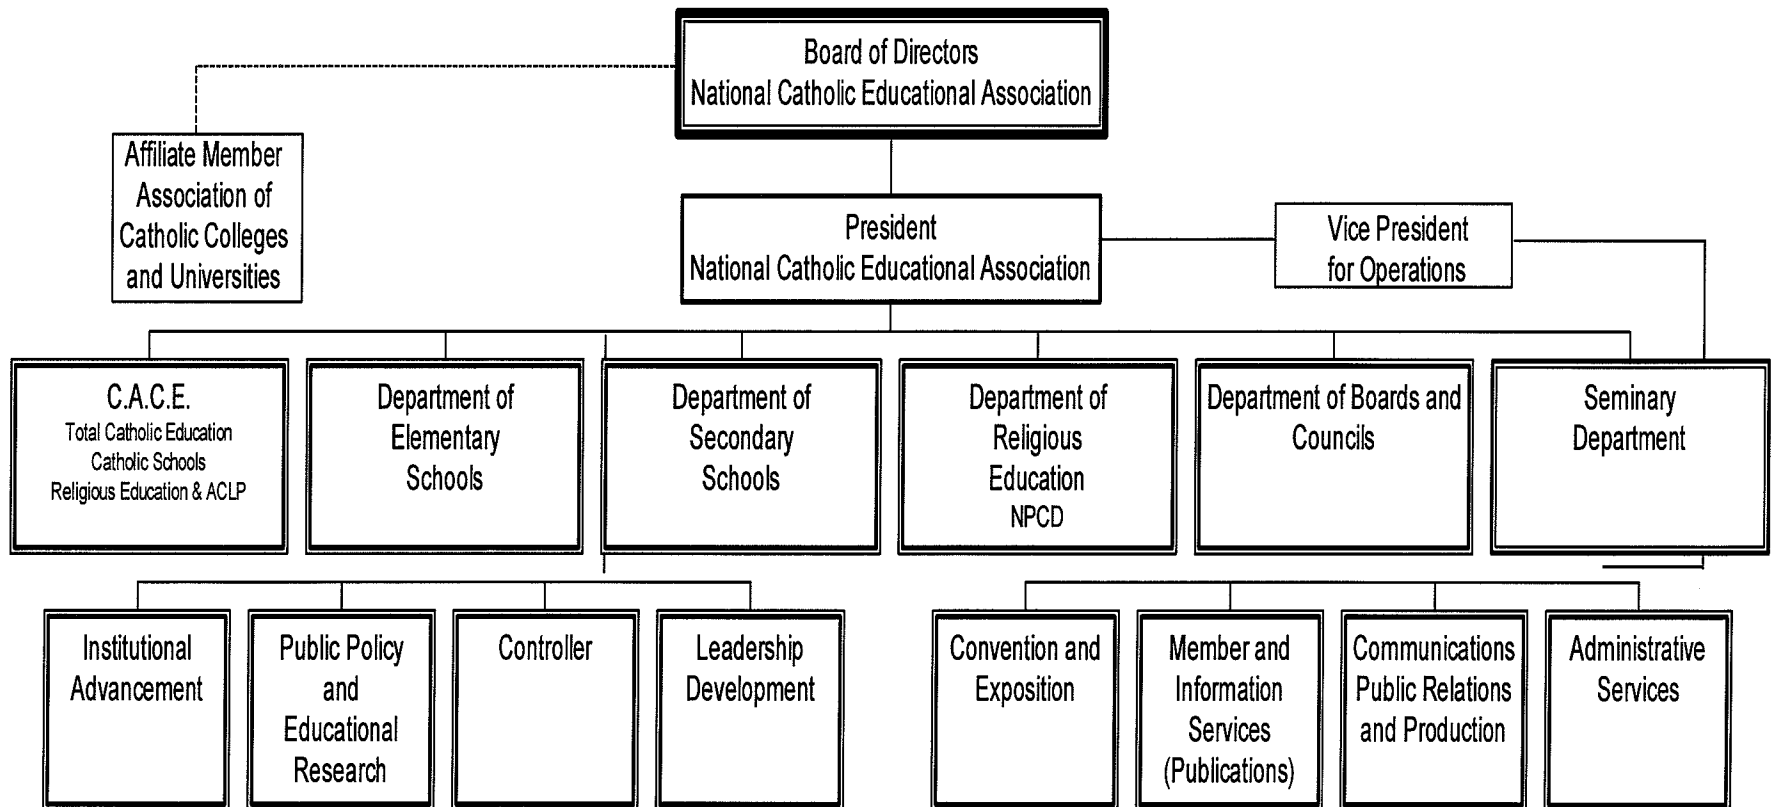 Board of Directors
National Catholic Educational Association
Affiliate Member
Association of
Catholic Colleges
and Universities
President
National Catholic Educational Association
Vice President
for Operations
C.A.C.E.
Total Catholic Education
Catholic Schools
Religious Education & ACLP
Department of
Elementary
Schools
Department of
Secondary
Schools
Department of
Religious
Education
NPCD
Department of Boards and
Councils
Seminary
Department
Institutional
Advancement
Public Policy
and
Educational
Research
Controller
Leadership
Development
Convention and
Exposition
Member and
Information
Services
(Publications)
Communications
Public Relations
and Production
Administrative
Services